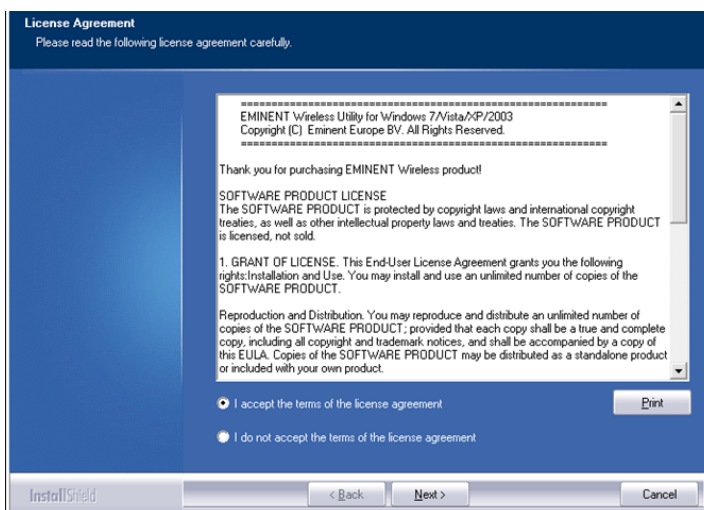 License Agreement
Please read the following license agreement carefully.
============================================================
EMINENT Wireless Utility for Windows 7/Vista/XP/2003
Copyright (C) Eminent Europe BV. All Rights Reserved.
============================================================
Thank you for purchasing EMINENT Wireless product!
SOFTWARE PRODUCT LICENSE
The SOFTWARE PRODUCT is protected by copyright laws and international copyright
treaties, as well as other intellectual property laws and treaties. The SOFTWARE PRODUCT
is licensed, not sold.
1. GRANT OF LICENSE. This End-User License Agreement grants you the following
rights:Installation and Use. You may install and use an unlimited number of copies of the
SOFTWARE PRODUCT.
Reproduction and Distribution. You may reproduce and distribute an unlimited number of
copies of the SOFTWARE PRODUCT; provided that each copy shall be a true and complete
copy, including all copyright and trademark notices, and shall be accompanied by a copy of
this EULA. Copies of the SOFTWARE PRODUCT may be distributed as a standalone product
or included with your own product.
I accept the terms of the license agreement
Print
I do not accept the terms of the license agreement
InstallShield
< Back
Next >
Cancel